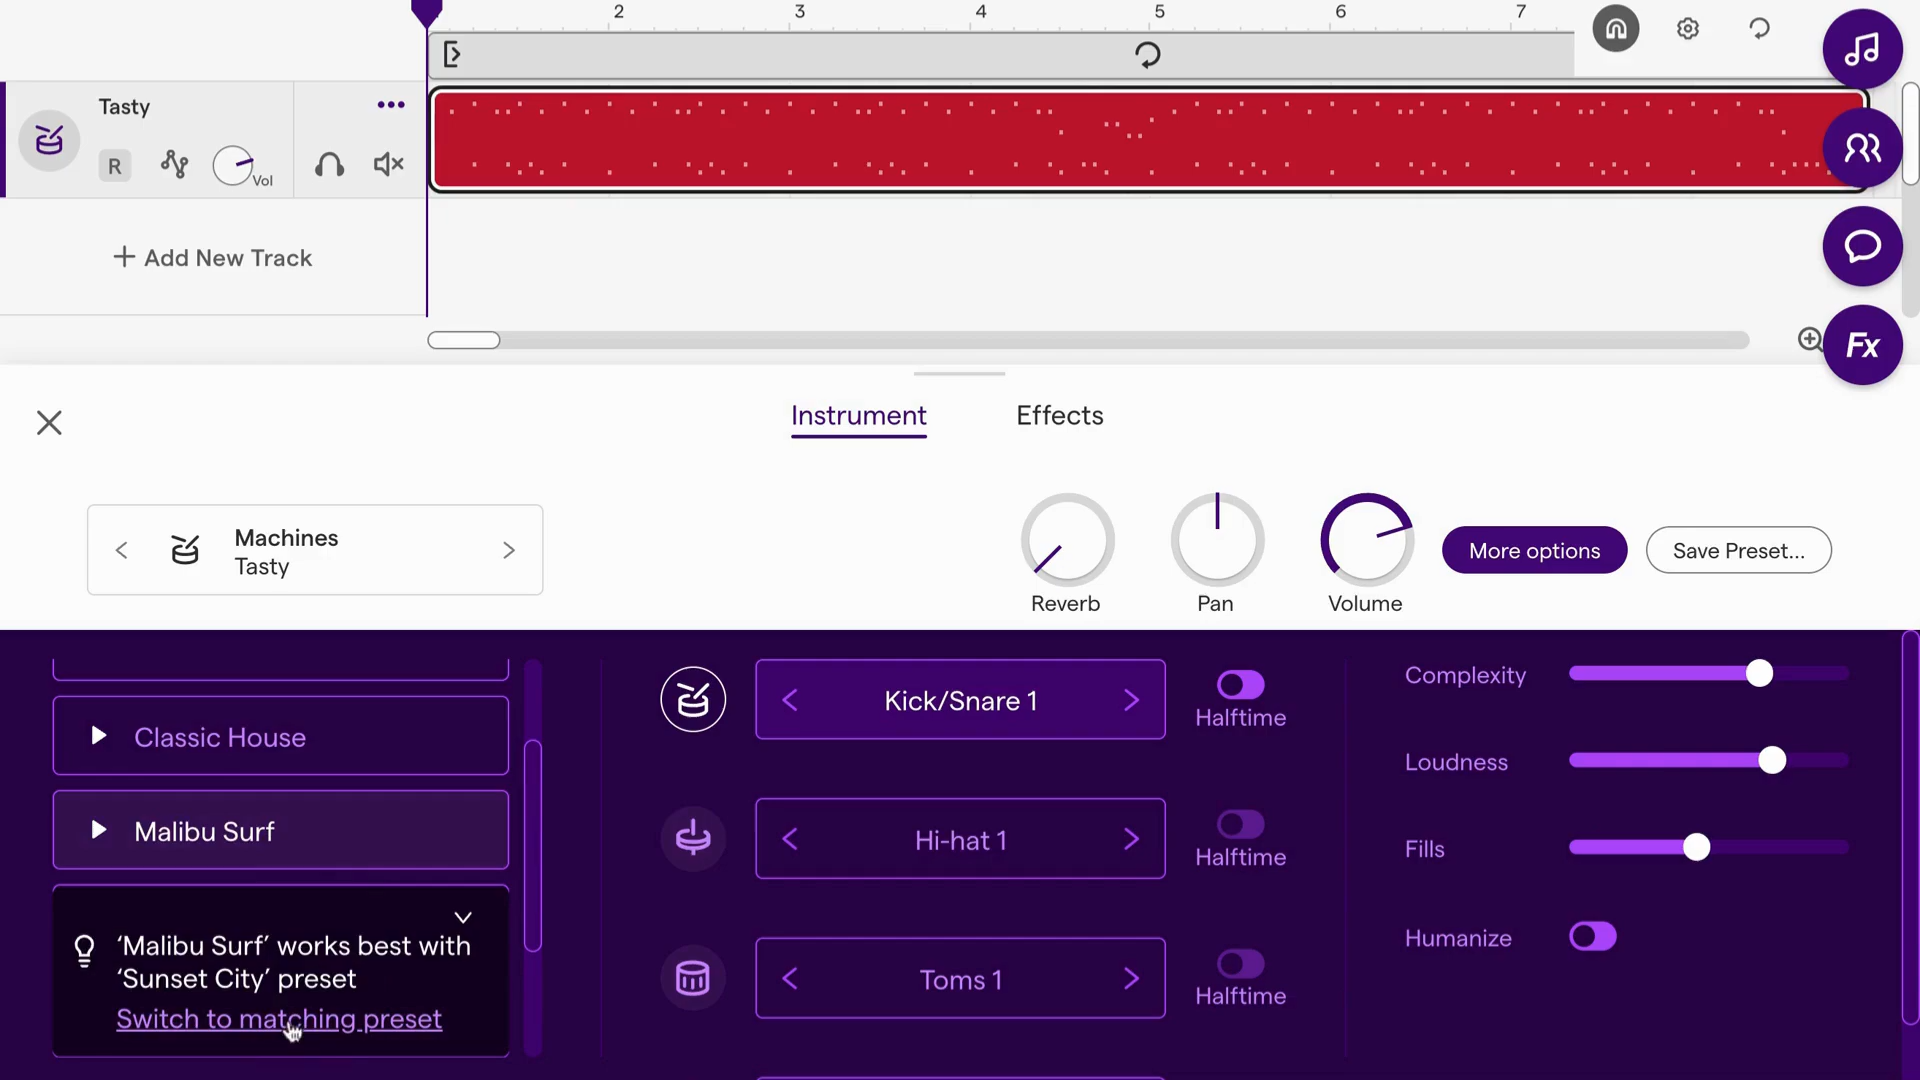 2 3 4 5 6 7
Tasty
R
Vol
+ Add New Track
Fx
Instrument
Effects
Machines
Tasty
Reverb
Pan
Volume
More options
Save Preset...
Classic House
Malibu Surf
‘Malibu Surf’ works best with
‘Sunset City’ preset
Switch to matching preset
Kick/Snare 1
Halftime
Hi-hat 1
Halftime
Toms 1
Halftime
Complexity
Loudness
Fills
Humanize